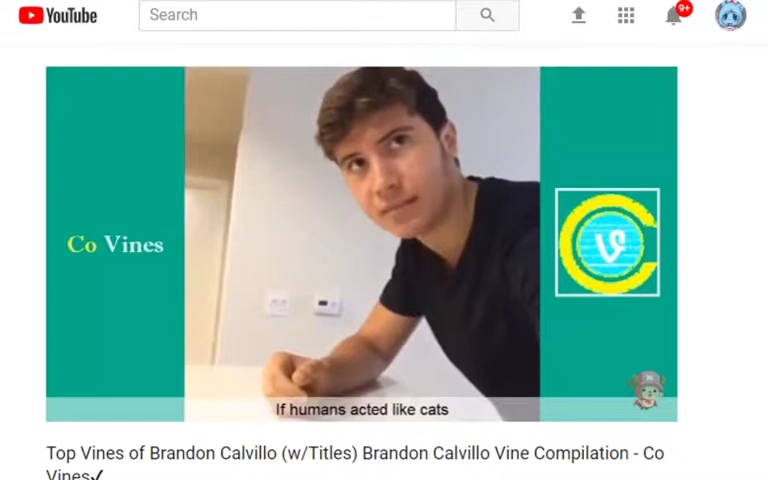 YouTube
Search
9+
Co Vines
V
If humans acted like cats
Top Vines of Brandon Calvillo (w/Titles) Brandon Calvillo Vine Compilation - Co
Vines✓